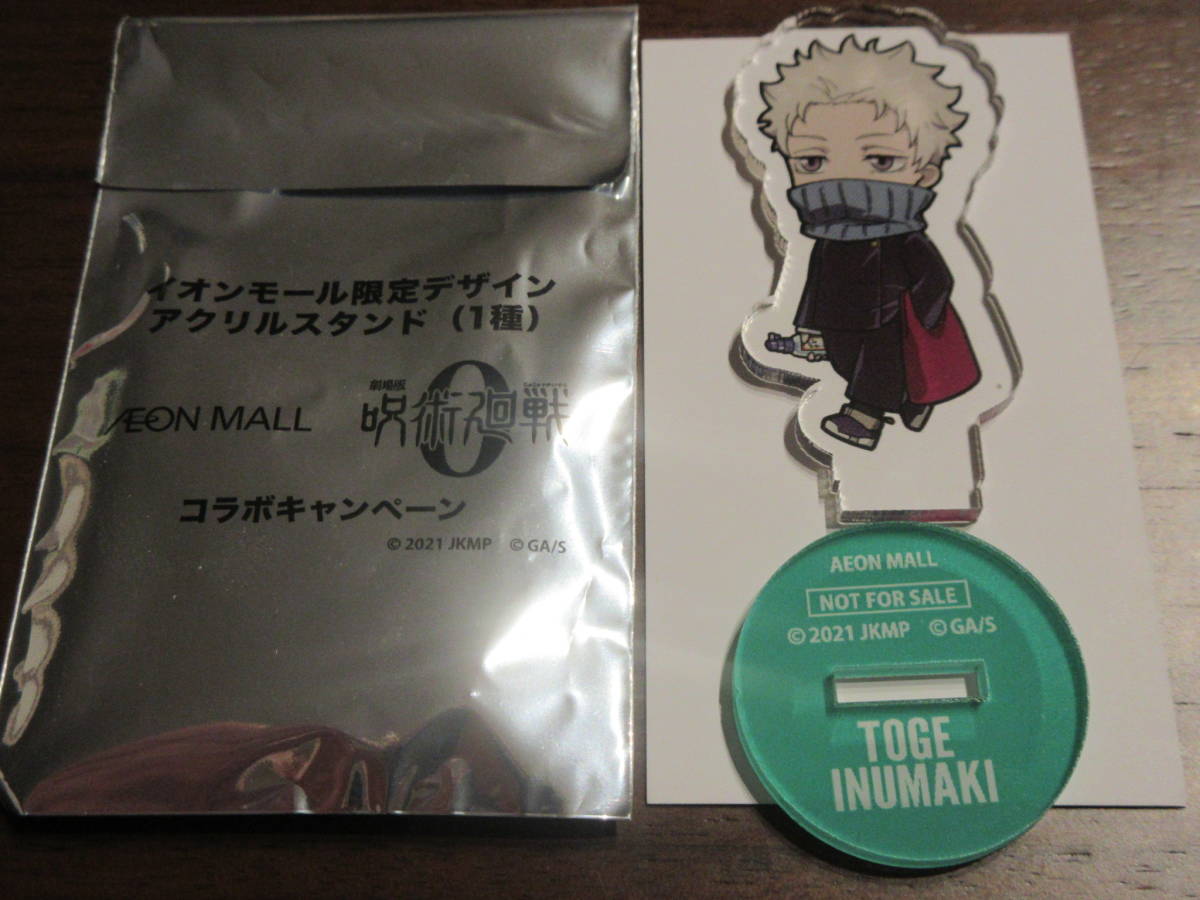 イオンモール限定デザイン
アクリルスタンド（1種）
ÆON MALL
劇場版
呪術廻戦
0
コラボキャンペーン
© 2021 JKMP © GA/S
AEON MALL
NOT FOR SALE
© 2021 JKMP © GA/S
TOGE
INUMAKI